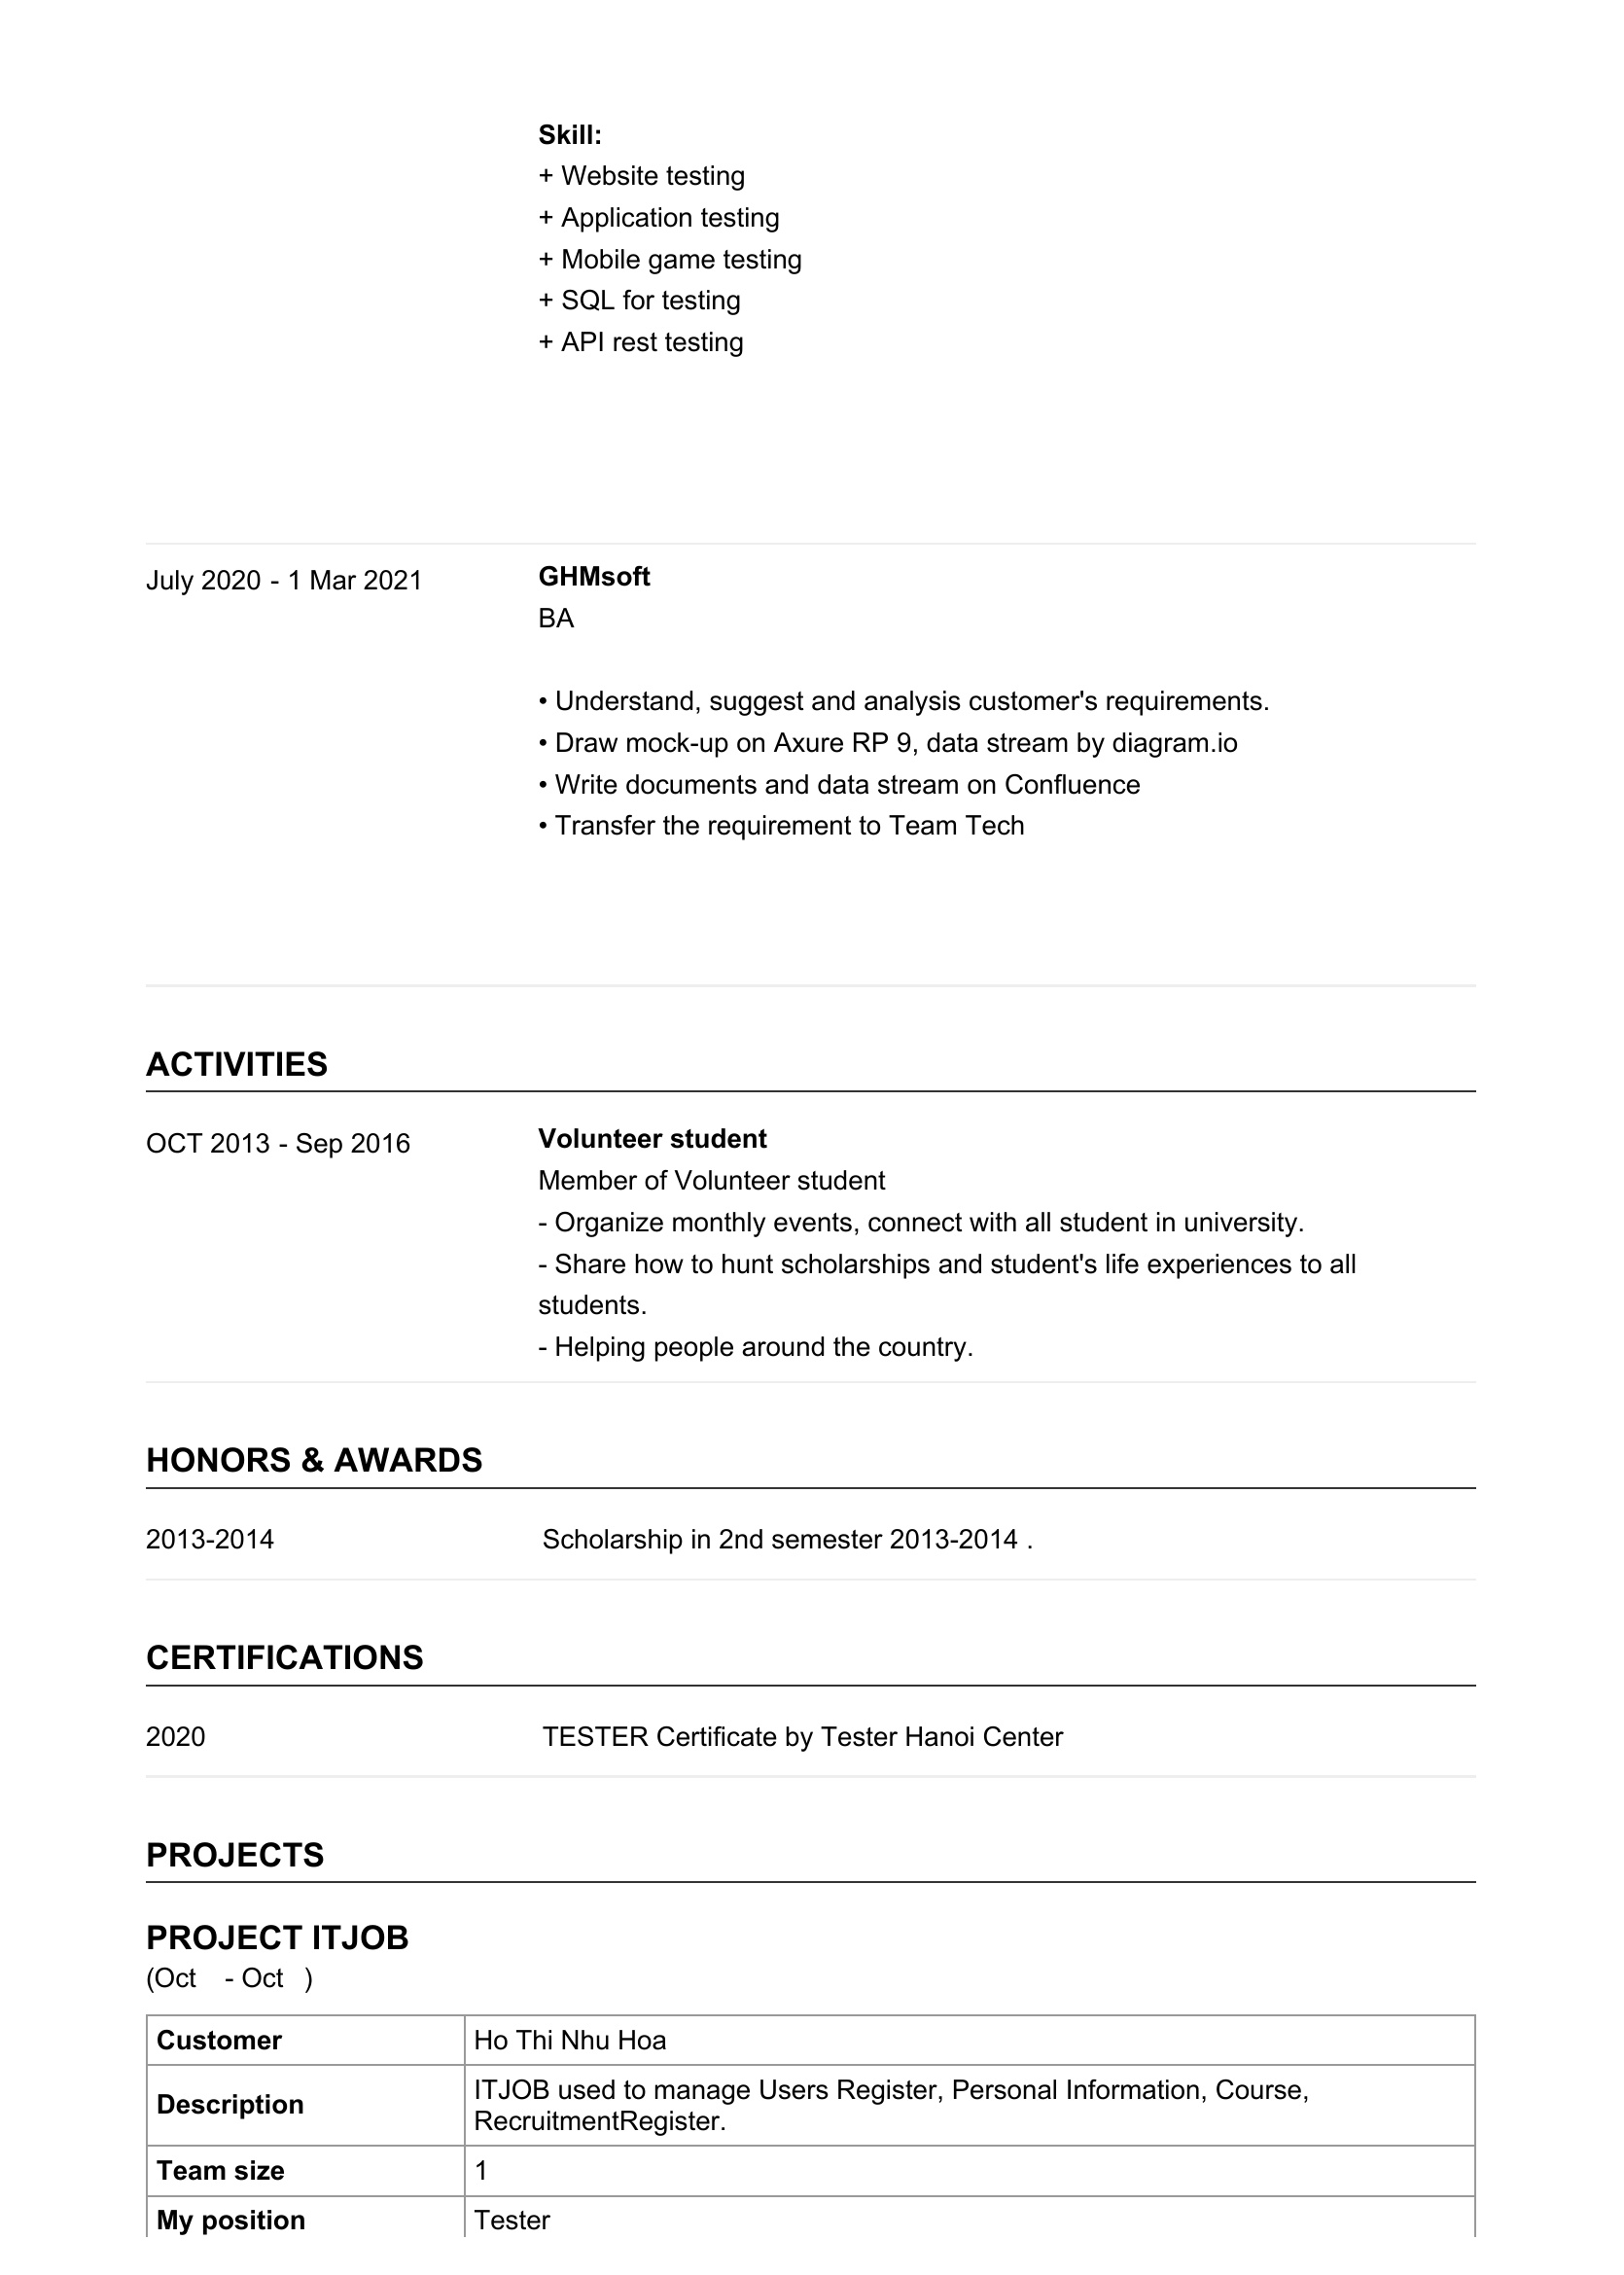 Skill:
+ Website testing
+ Application testing
+ Mobile game testing
+ SQL for testing
+ API rest testing
July 2020 - 1 Mar 2021
GHMsoft
BA
• Understand, suggest and analysis customer's requirements.
• Draw mock-up on Axure RP 9, data stream by diagram.io
• Write documents and data stream on Confluence
• Transfer the requirement to Team Tech
ACTIVITIES
OCT 2013 - Sep 2016
Volunteer student
Member of Volunteer student
- Organize monthly events, connect with all student in university.
- Share how to hunt scholarships and student's life experiences to all
students.
- Helping people around the country.
HONORS & AWARDS
2013-2014
Scholarship in 2nd semester 2013-2014 .
CERTIFICATIONS
2020
TESTER Certificate by Tester Hanoi Center
PROJECTS
PROJECT ITJOB
(Oct - Oct )
Customer
Ho Thi Nhu Hoa
Description
ITJOB used to manage Users Register, Personal Information, Course,
RecruitmentRegister.
Team size
1
My position
Tester